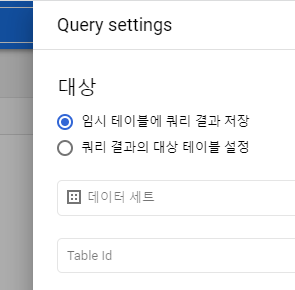 Query settings
대상
임시 테이블에 쿼리 결과 저장
쿼리 결과의 대상 테이블 설정
데이터 세트
Table Id